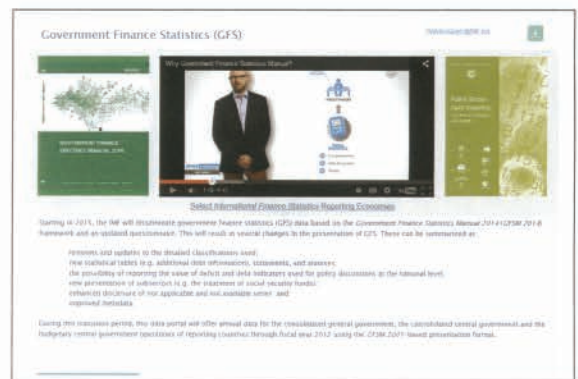 Government Finance Statistics (GFS)
Why Government Finance Statistics Manual?
GOVERNMENT FINANCE
STATISTICS MANUAL 2014
Select International Finance Statistics Reporting Economies
Starting in 2015, the IMF will disseminate government finance statistics (GFS) data based on the Government Finance Statistics Manual 2014 (GFSM 2014)
framework and an updated questionnaire. This will result in several changes in the presentation of GFS. These can be summarized as
revisions and updates to the detailed classifications used;
new statistical tables (e.g. additional debt information), statements, and annexes;
the possibility of reporting the value of deficit and debt indicators used for policy discussions at the national level;
new presentation of subsectors (e.g. the treatment of social security funds)
enhanced disclosure of not applicable and not available series; and
improved metadata
During this transition period, this data portal will offer annual data for the consolidated general government, the consolidated central government and the
budgetary central government operations of reporting countries through fiscal year 2012 using the GFSM 2001-based presentation format.